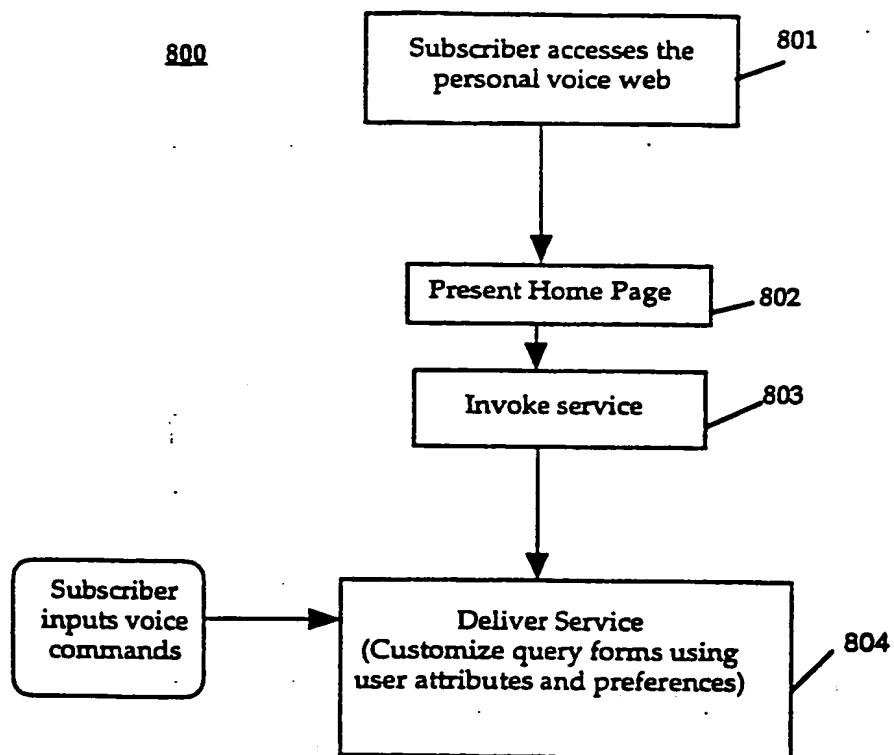 800
Subscriber accesses the
personal voice web
801
Present Home Page
802
Invoke service
803
Subscriber
inputs voice
commands
Deliver Service
(Customize query forms using
user attributes and preferences)
804